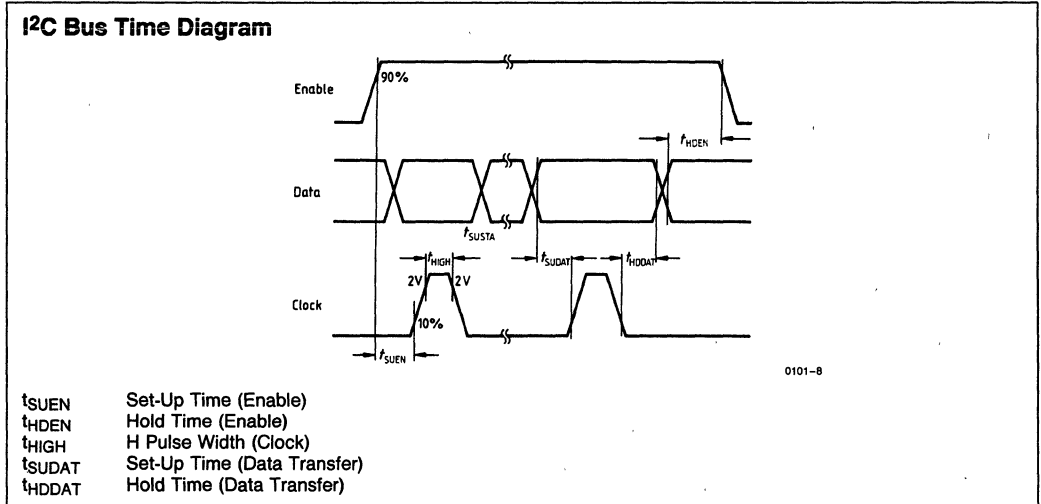 I²C Bus Time Diagram
Enable
90%
tHDEN
Data
tSUSTA
tHIGH
tSUDAT
tHDDAT
2V
2V
Clock
10%
tSUEN
0101–8
tSUEN Set-Up Time (Enable)
tHDEN Hold Time (Enable)
tHIGH H Pulse Width (Clock)
tSUDAT Set-Up Time (Data Transfer)
tHDDAT Hold Time (Data Transfer)